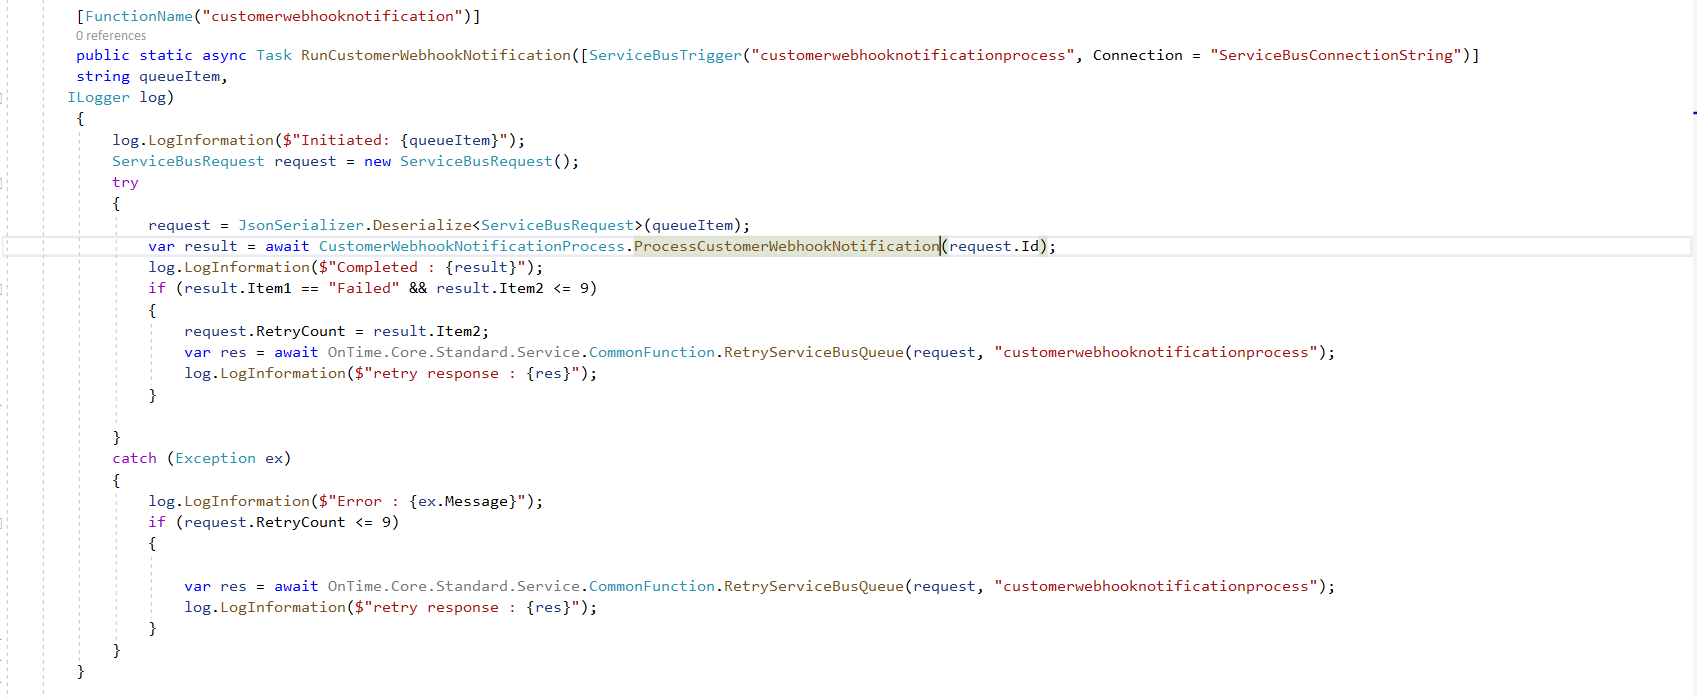 [FunctionName("customerwebhooknotification")]
0 references
public static async Task RunCustomerWebhookNotification([ServiceBusTrigger("customerwebhooknotificationprocess", Connection = "ServiceBusConnectionString")]
string queueItem,
ILogger log)
{
log.LogInformation($"Initiated: {queueItem}");
ServiceBusRequest request = new ServiceBusRequest();
try
{
request = JsonSerializer.Deserialize<ServiceBusRequest>(queueItem);
var result = await CustomerWebhookNotificationProcess.ProcessCustomerWebhookNotification(request.Id);
log.LogInformation($"Completed : {result}");
if (result.Item1 == "Failed" && result.Item2 <= 9)
{
request.RetryCount = result.Item2;
var res = await OnTime.Core.Standard.Service.CommonFunction.RetryServiceBusQueue(request, "customerwebhooknotificationprocess");
log.LogInformation($"retry response : {res}");
}
}
catch (Exception ex)
{
log.LogInformation($"Error : {ex.Message}");
if (request.RetryCount <= 9)
{
var res = await OnTime.Core.Standard.Service.CommonFunction.RetryServiceBusQueue(request, "customerwebhooknotificationprocess");
log.LogInformation($"retry response : {res}");
}
}
}